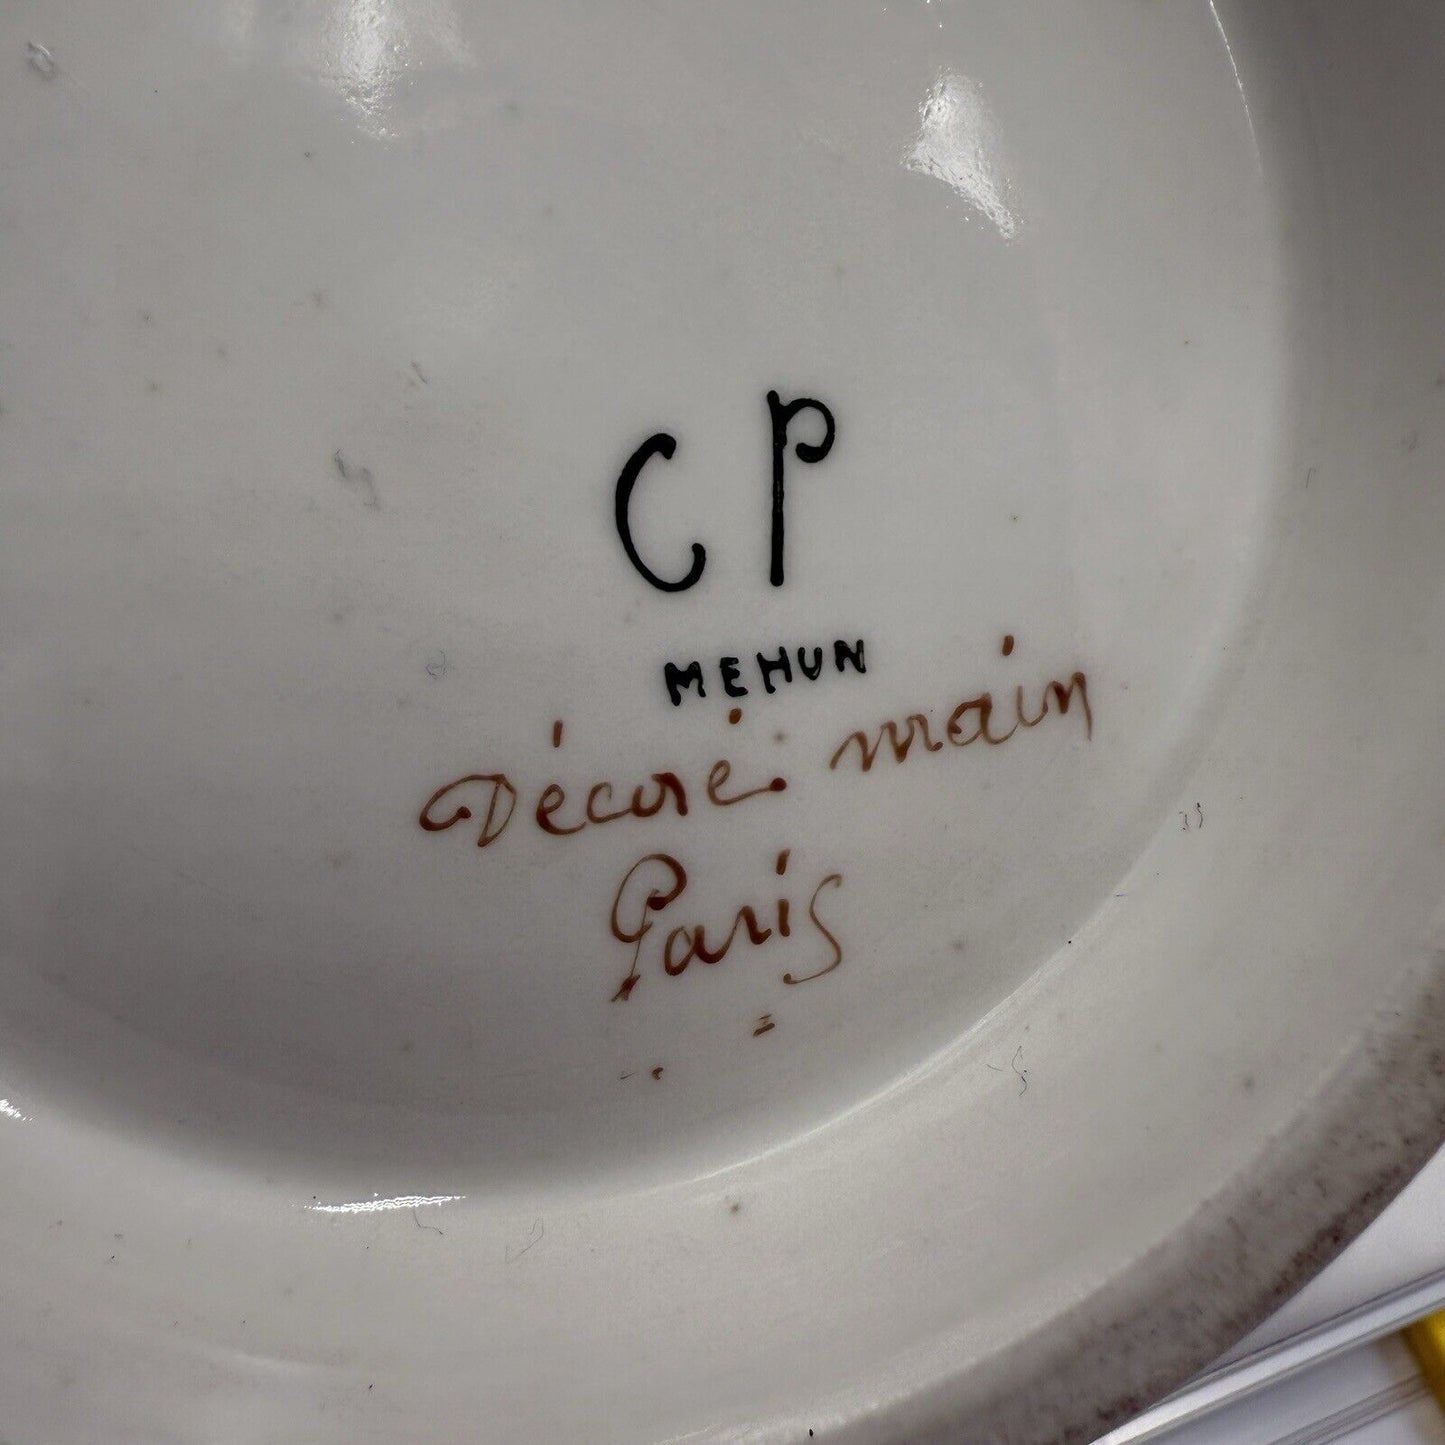 CP
MEHUN
Décoré. main
Paris